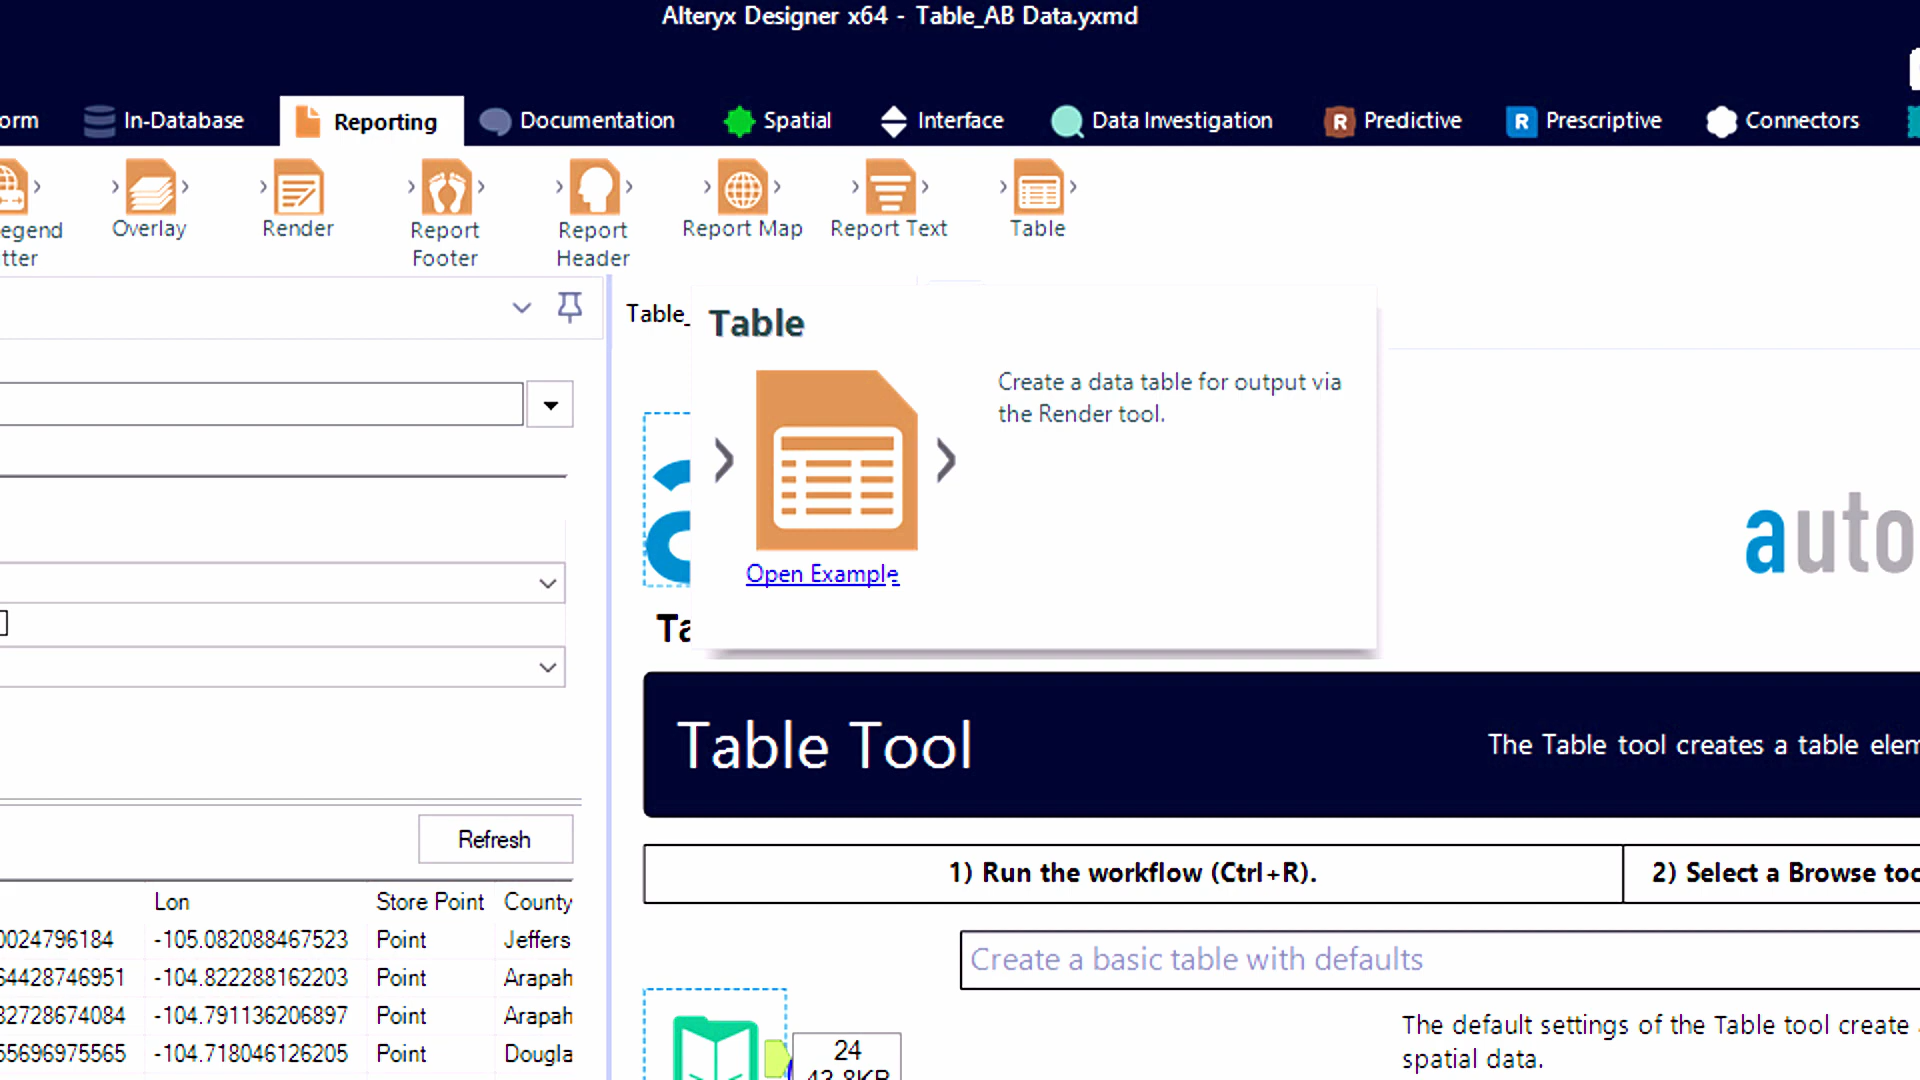 Alteryx Designer x64 - Table_AB Data.yxmd
orm In-Database Reporting Documentation Spatial Interface Data Investigation Predictive Prescriptive Connectors
egend
tter
Overlay
Render
Report
Footer
Report
Header
Report Map
Report Text
Table
Table_
Table
Create a data table for output via
the Render tool.
Open Example
auto
Ta
Table Tool
The Table tool creates a table elem
Refresh
1) Run the workflow (Ctrl+R).
2) Select a Browse too
Lon Store Point County
0024796184 -105.082088467523 Point Jeffers
64428746951 -104.822288162203 Point Arapah
82728674084 -104.791136206897 Point Arapah
55696975565 -104.718046126205 Point Dougla
Create a basic table with defaults
The default settings of the Table tool create
spatial data.
24
43.8KB